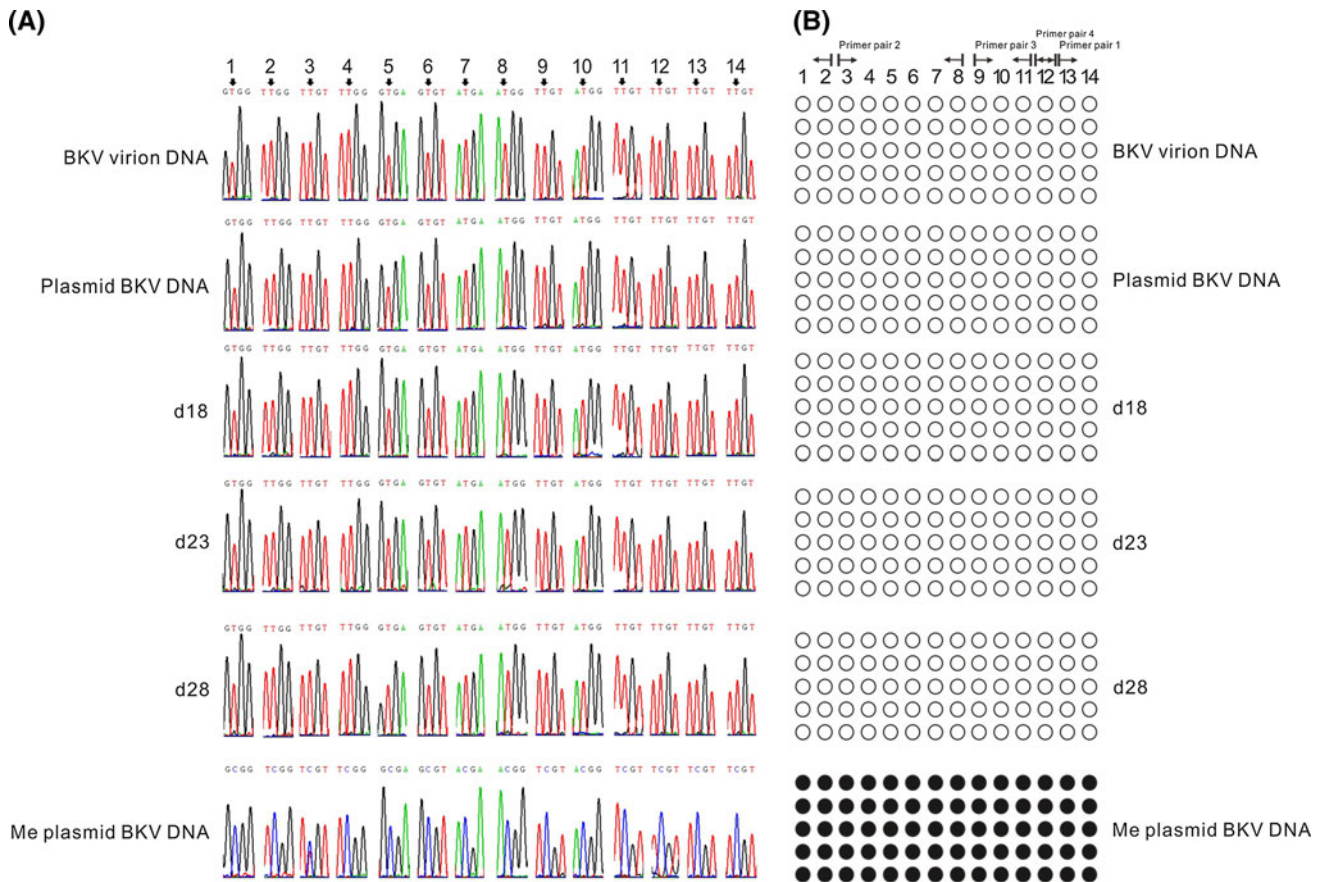 (A)
1 2 3 4 5 6 7 8 9 10 11 12 13 14
GTGG TTGG TTGT TTGG GTGA GTGT ATGA ATGG TTGT ATGG TTGT TTGT TTGT TTGT
BKV virion DNA
GTGG TTGG TTGT TTGG GTGA GTGT ATGA ATGG TTGT ATGG TTGT TTGT TTGT TTGT
Plasmid BKV DNA
GTGG TTGG TTGT TTGG GTGA GTGT ATGA ATGG TTGT ATGG TTGT TTGT TTGT TTGT
d18
GTGG TTGG TTGT TTGG GTGA GTGT ATGA ATGG TTGT ATGG TTGT TTGT TTGT TTGT
d23
GTGG TTGG TTGT TTGG GTGA GTGT ATGA ATGG TTGT ATGG TTGT TTGT TTGT TTGT
d28
GCGG TCGG TCGT TCGG GCGA GCGT ACGA ACGG TCGT ACGG TCGT TCGT TCGT TCGT
Me plasmid BKV DNA
(B)
Primer pair 4
Primer pair 2 Primer pair 3 Primer pair 1
1 2 3 4 5 6 7 8 9 10 11 12 13 14
BKV virion DNA
Plasmid BKV DNA
d18
d23
d28
Me plasmid BKV DNA